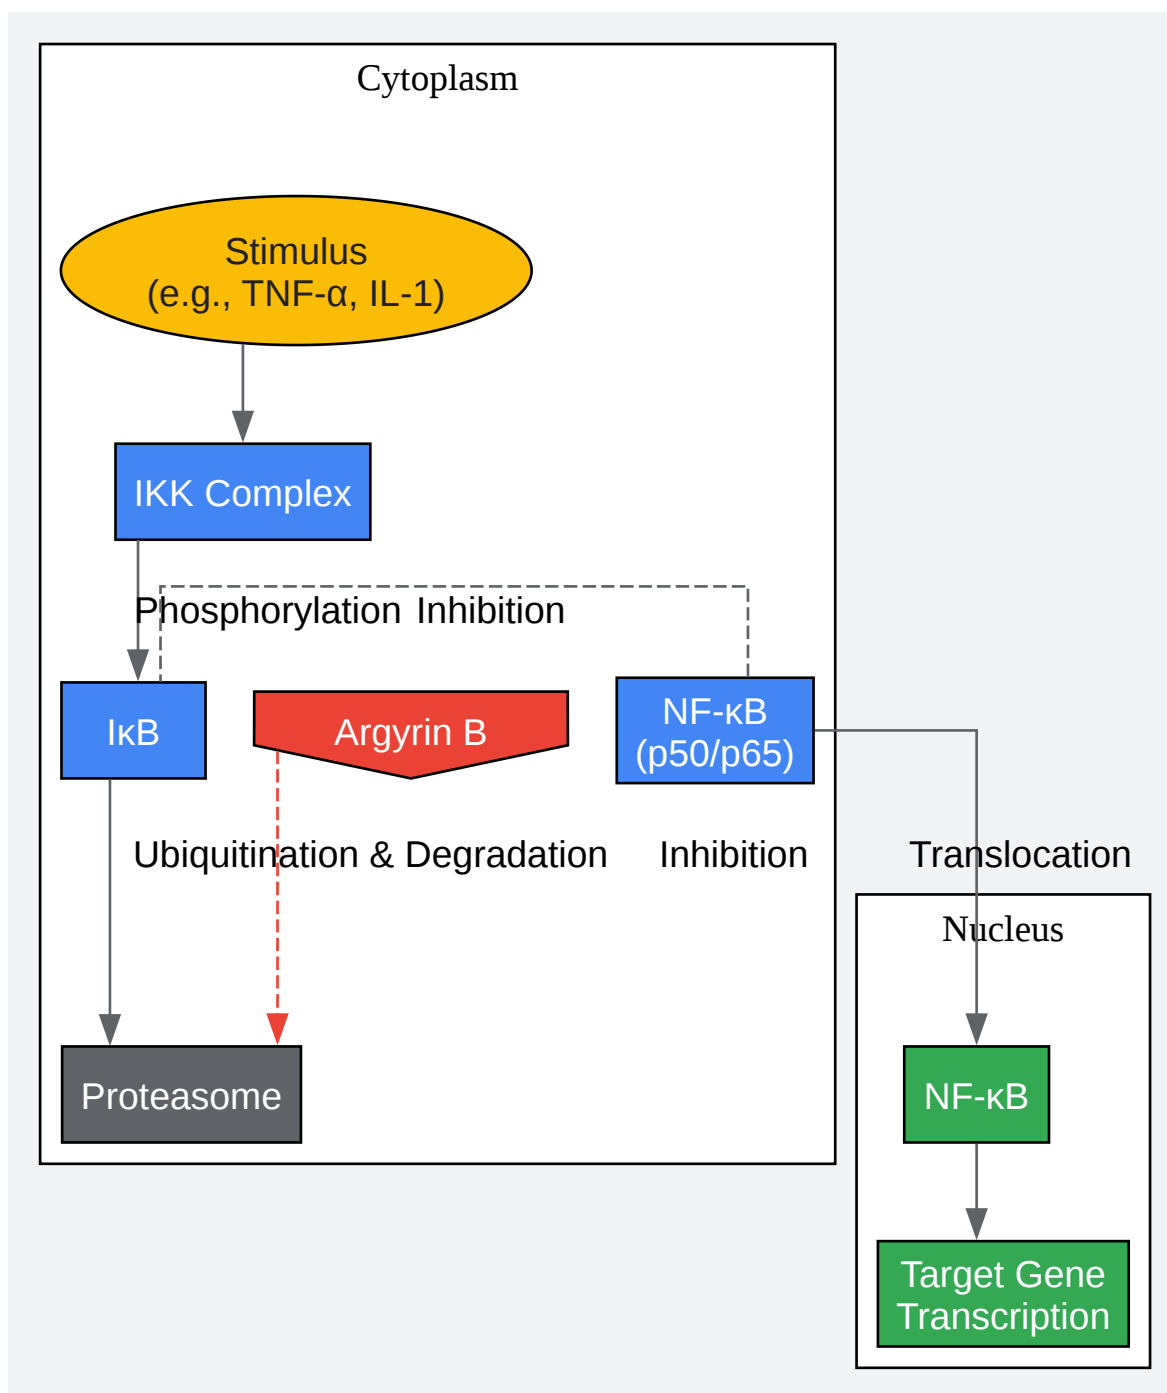 Cytoplasm
Stimulus
(e.g., TNF-α, IL-1)
IKK Complex
Phosphorylation
Inhibition
IκB
Argyrin B
NF-κB
(p50/p65)
Ubiquitination & Degradation
Inhibition
Translocation
Nucleus
Proteasome
NF-κB
Target Gene
Transcription